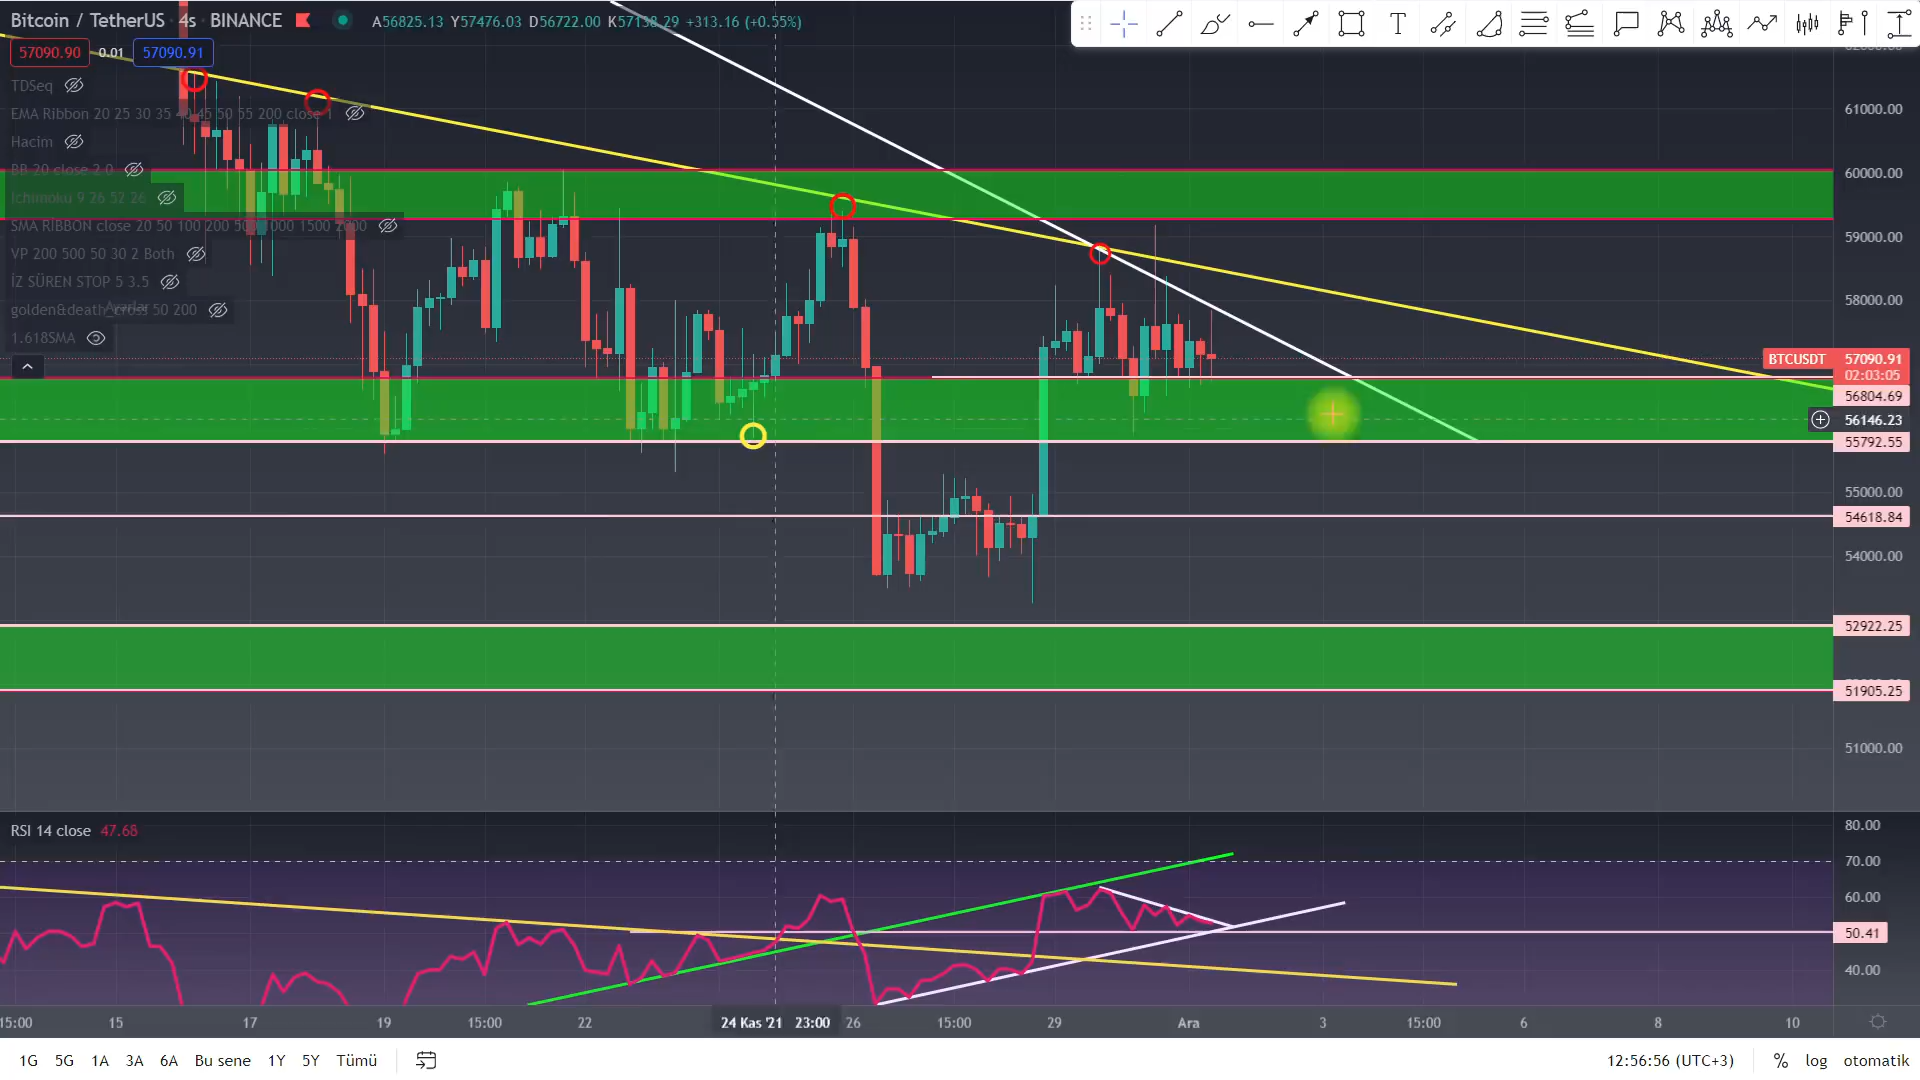 Bitcoin / TetherUS 4s BINANCE A56825.13 Y57476.03 D56722.00 K57138.29 +313.16 (+0.55%)
57090.90 0.01 57090.91
TDSeq
EMA Ribbon 20 25 30 35 40 45 50 55 200 close 1
Hacim
BB 20 close 2.0
Ichimoku 9 26 52 26
SMA RİBBON close 20 50 100 200 500 1000 1500 2000
VP 200 500 50 30 2 Both
İZ SÜREN STOP 5 3.5
golden&death_cross 50 200
1.618SMA
61000.00
60000.00
59000.00
58000.00
BTCUSDT 57090.91
02:03:05
56804.69
56146.23
55792.55
55000.00
54618.84
54000.00
52922.25
51905.25
51000.00
RSI 14 close 47.68
80.00
70.00
60.00
50.41
40.00
15:00 15 17 19 15:00 22 24 Kas '21 23:00 26 15:00 29 Ara 3 15:00 6 8 10
1G 5G 1A 3A 6A Bu sene 1Y 5Y Tümü 12:56:56 (UTC+3) % log otomatik